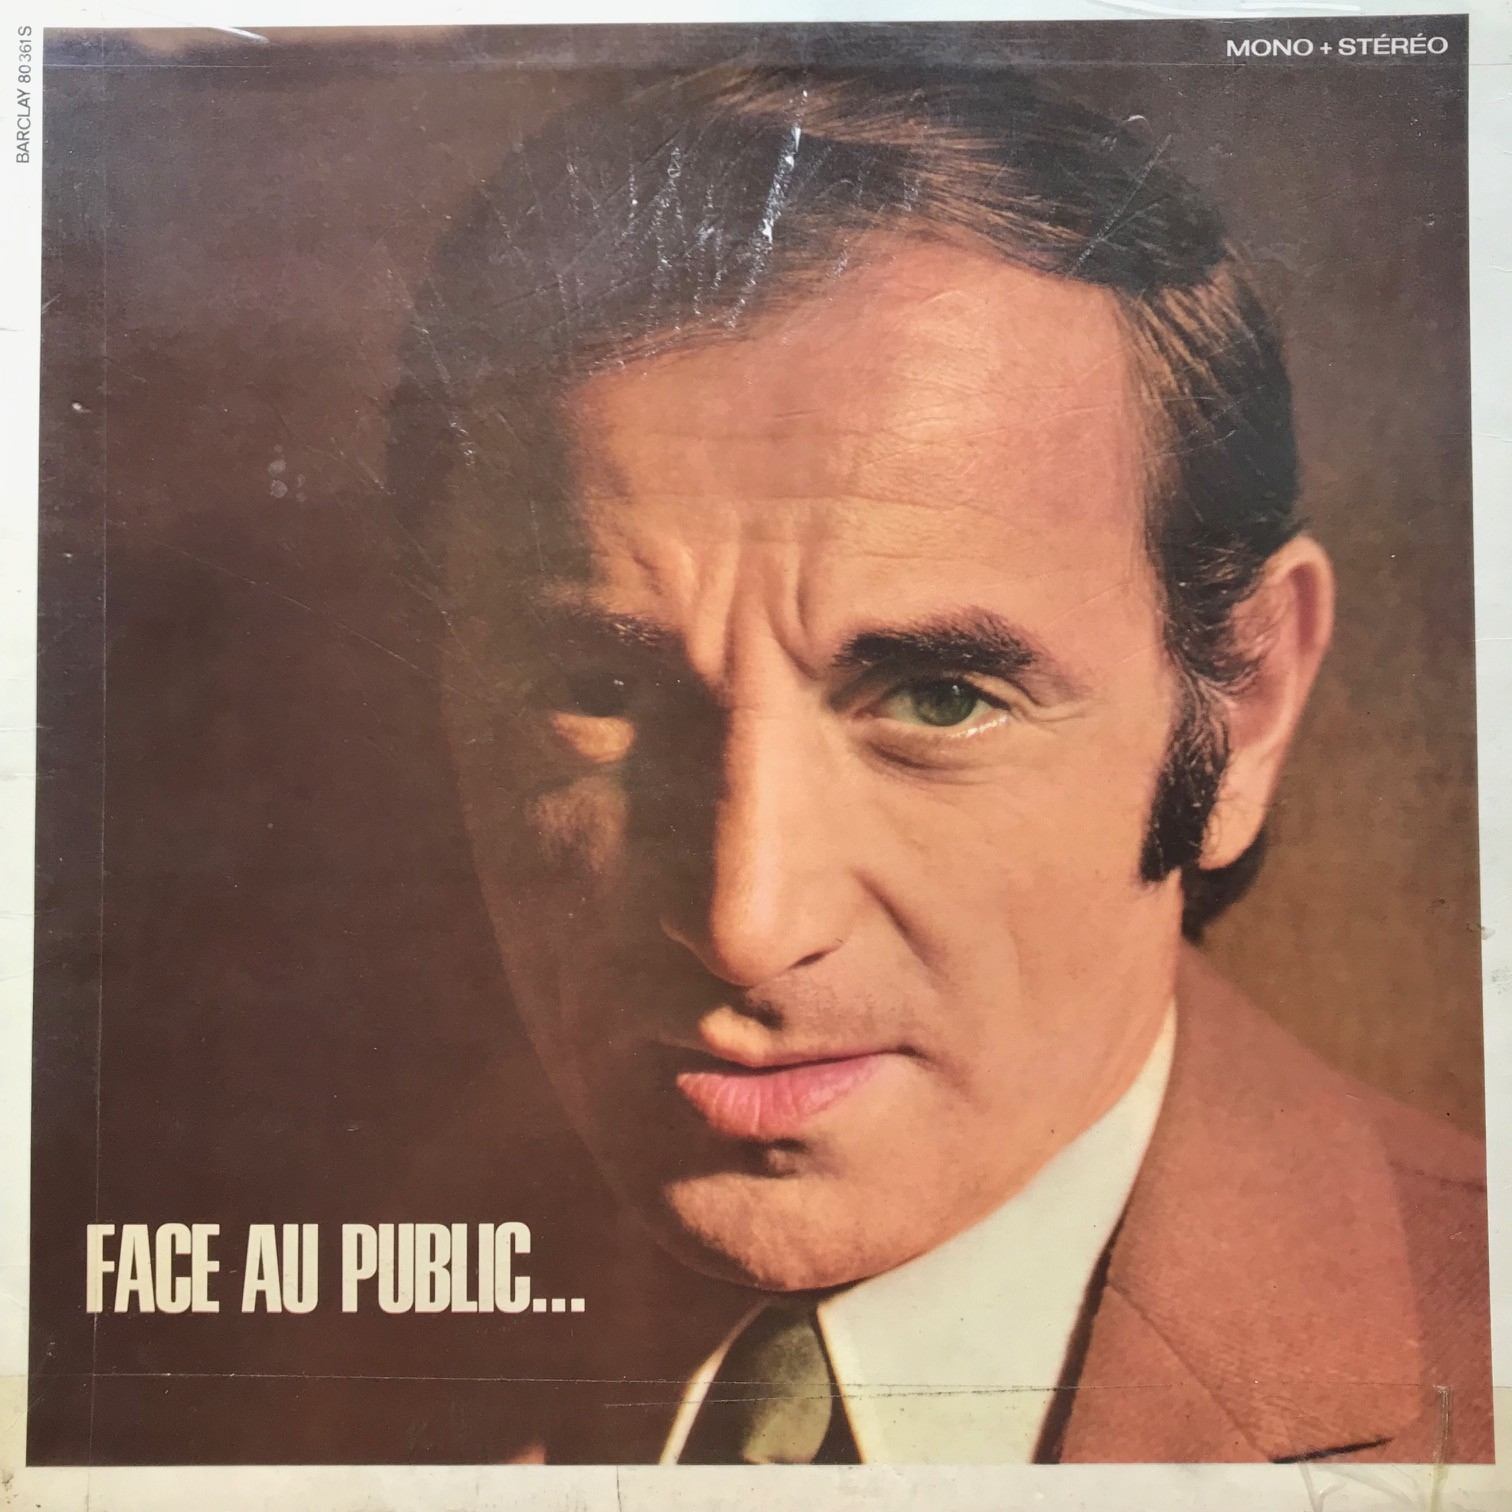 BARCLAY 80 361 S
MONO + STÉRÉO
FACE AU PUBLIC...